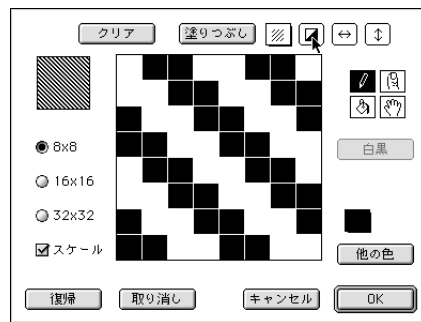 クリア 塗りつぶし
8x8
16x16
32x32
スケール
白黒
他の色
復帰 取り消し キャンセル OK